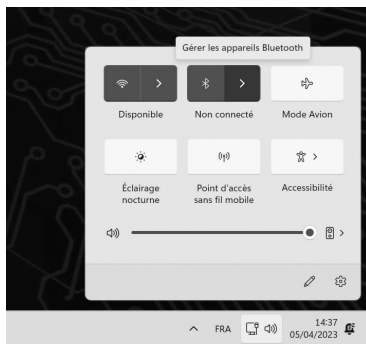 Gérer les appareils Bluetooth
Disponible
Non connecté
Mode Avion
Éclairage
nocturne
Point d'accès
sans fil mobile
Accessibilité
FRA
14:37
05/04/2023